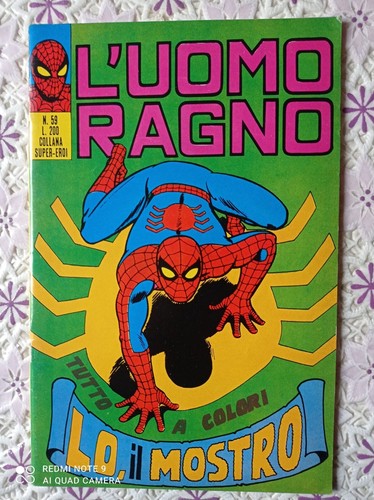 L'UOMO
RAGNO
N. 59
L. 200
COLLANA
SUPER-EROI
TUTTO A COLORI
LO, il MOSTRO
REDMI NOTE 9
AI QUAD CAMERA